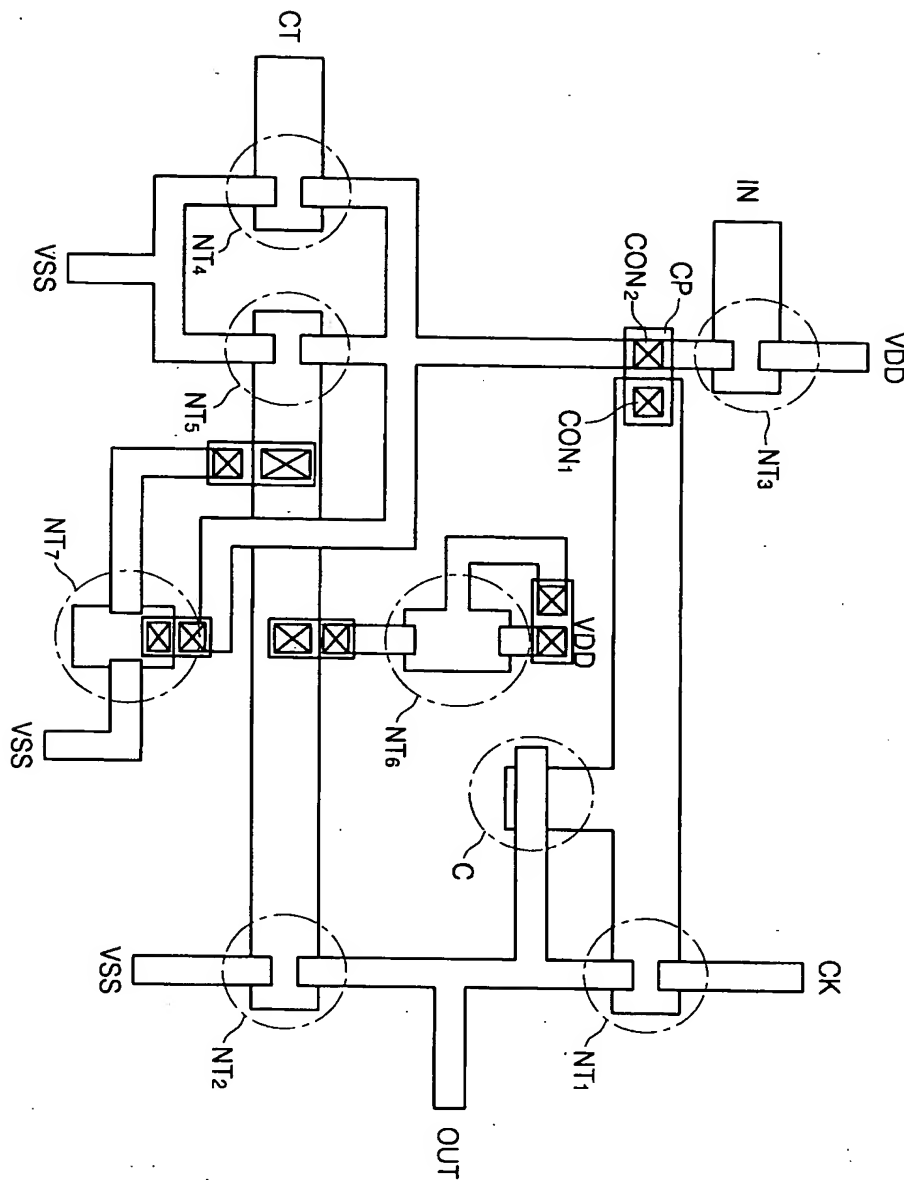 VDD
CK
NT₃
IN
CP
CON₂
VDD
NT₁
CON₁
C
OUT
NT₆
CT
NT₂
NT₄
NT₅
VSS
VSS
NT₇
VSS